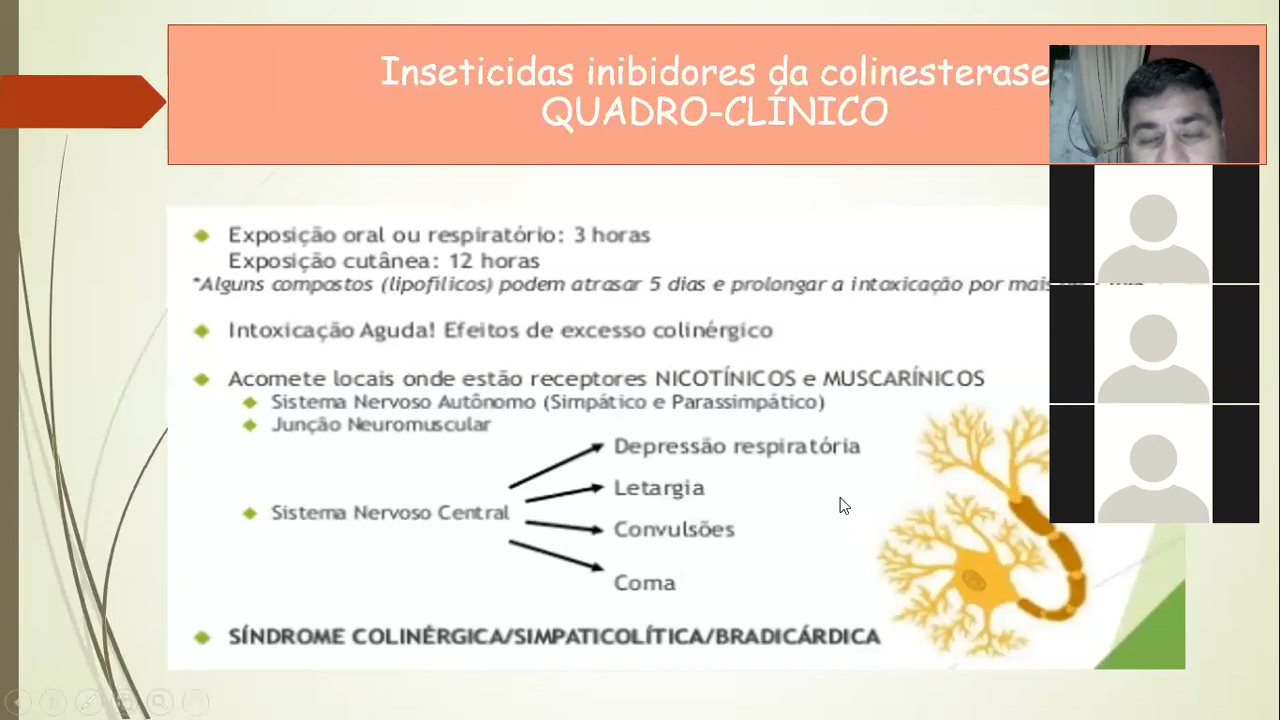 Inseticidas inibidores da colinesterase
QUADRO-CLÍNICO
Exposição oral ou respiratório: 3 horas
Exposição cutânea: 12 horas
*Alguns compostos (lipofílicos) podem atrasar 5 dias e prolongar a intoxicação por mais
Intoxicação Aguda! Efeitos de excesso colinérgico
Acomete locais onde estão receptores NICOTÍNICOS e MUSCARÍNICOS
Sistema Nervoso Autônomo (Simpático e Parassimpático)
Junção Neuromuscular
Depressão respiratória
Letargia
Sistema Nervoso Central
Convulsões
Coma
SÍNDROME COLINÉRGICA/SIMPATICOLÍTICA/BRADICÁRDICA